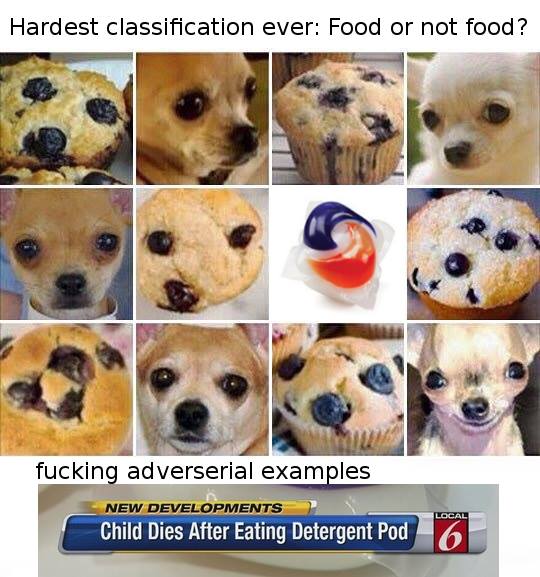 Hardest classification ever: Food or not food?
fucking adverserial examples
NEW DEVELOPMENTS
Child Dies After Eating Detergent Pod
LOCAL
6